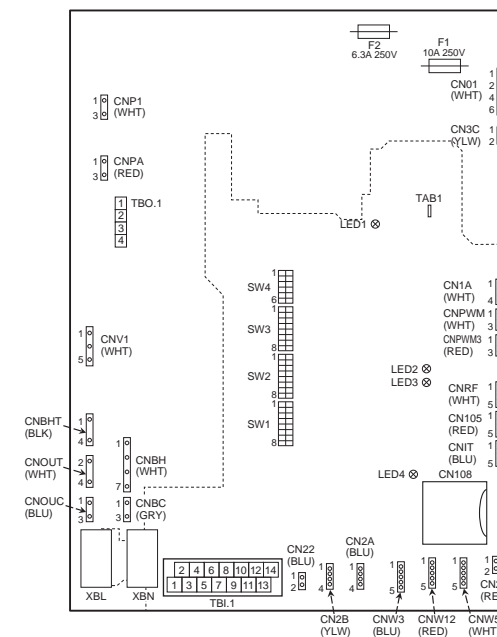 F2
6.3A 250V
F1
10A 250V
1
2
4
6
CN01
(WHT)
1
3
CNP1
(WHT)
CN3C
(YLW)
1
2
1
3
CNPA
(RED)
1
2
3
4
TBO.1
TAB1
LED1
SW4
1
6
SW3
1
8
SW2
1
8
SW1
1
8
CN1A
(WHT)
1
4
CNPWM
(WHT)
1
3
CNPWM3
(RED)
1
3
1
5
CNV1
(WHT)
LED2
LED3
CNRF
(WHT)
1
5
CN105
(RED)
1
5
CNIT
(BLU)
1
5
CNBHT
(BLK)
1
4
CNOUT
(WHT)
2
4
CNOUC
(BLU)
1
3
1
7
CNBH
(WHT)
1
3
CNBC
(GRY)
LED4
CN108
XBL
XBN
2 4 6 8 10 12 14
1 3 5 7 9 11 13
TBI.1
CN22
(BLU)
1
2
CN2A
(BLU)
1
4
1
4
CN2B
(YLW)
1
5
CNW3
(BLU)
1
5
CNW12
(RED)
1
5
1
2